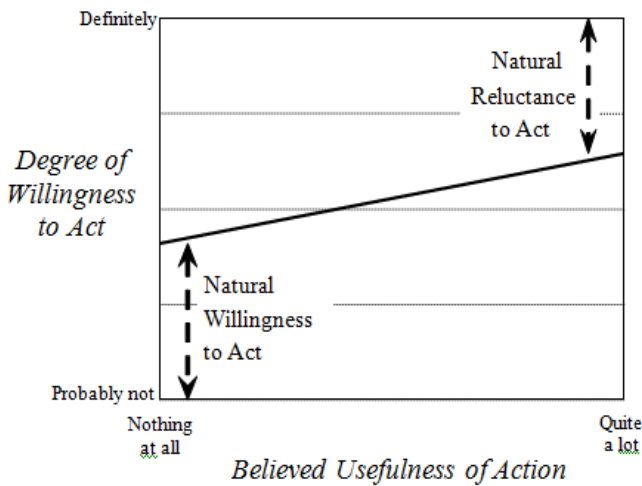 Definitely
Natural
Reluctance
to Act
Degree of
Willingness
to Act
Natural
Willingness
to Act
Probably not
Nothing
at all
Quite
a lot
Believed Usefulness of Action